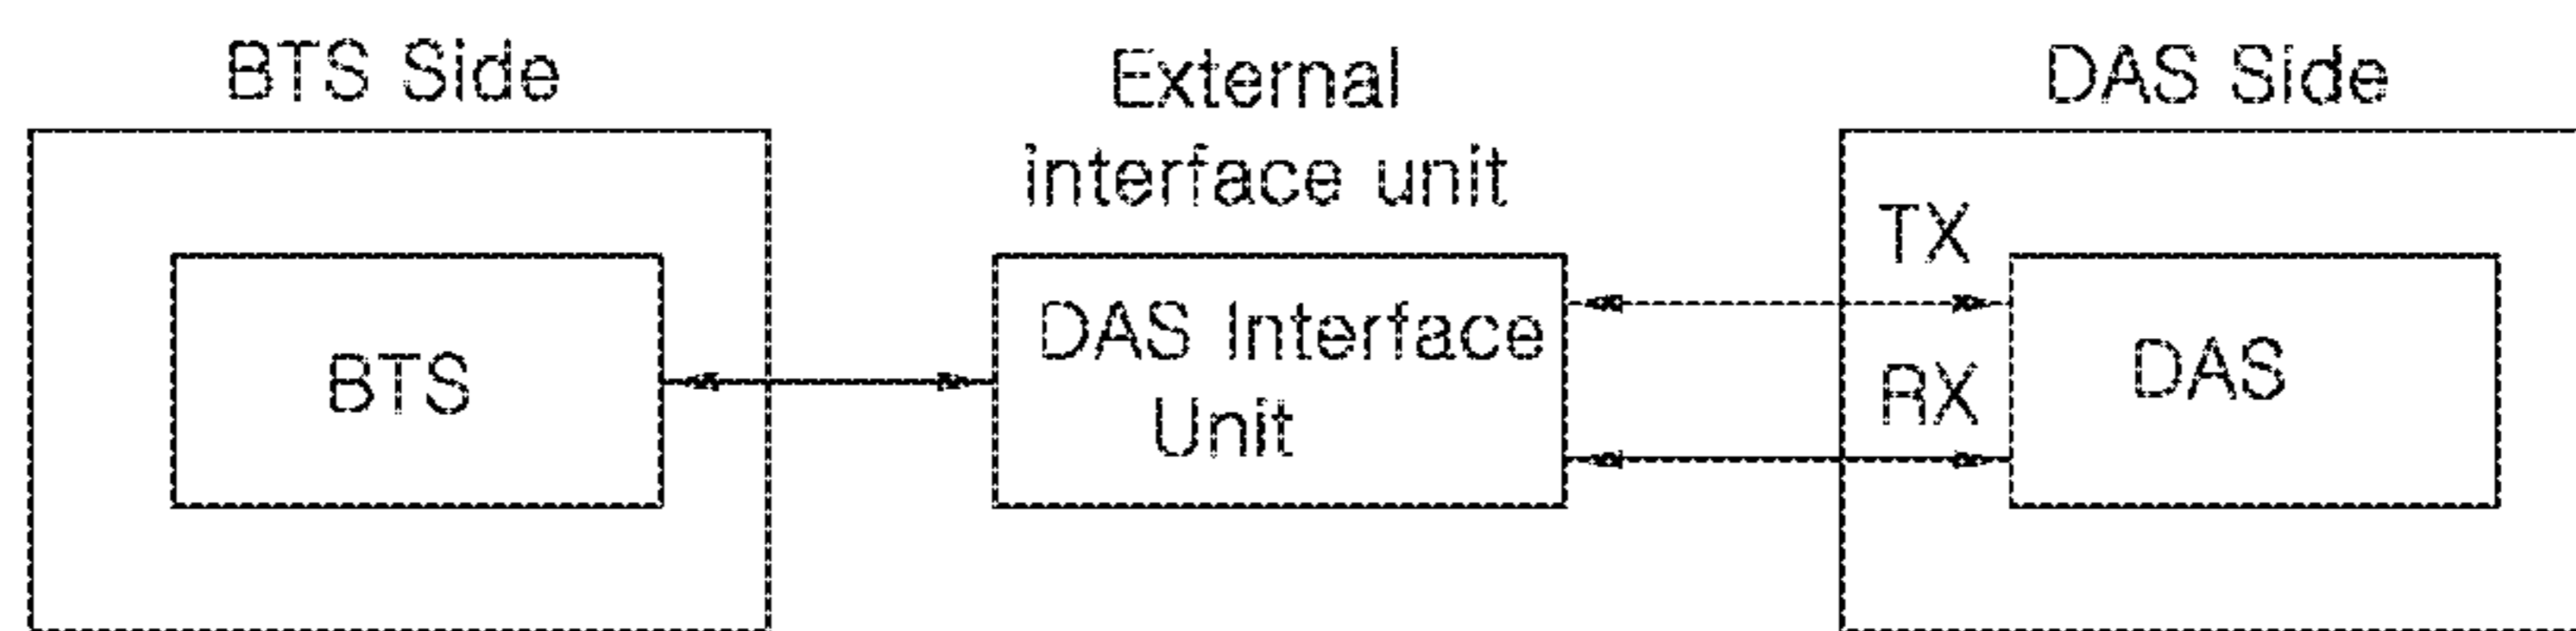 BTS Side
External
interface unit
DAS Side
BTS
DAS Interface
Unit
TX
RX
DAS